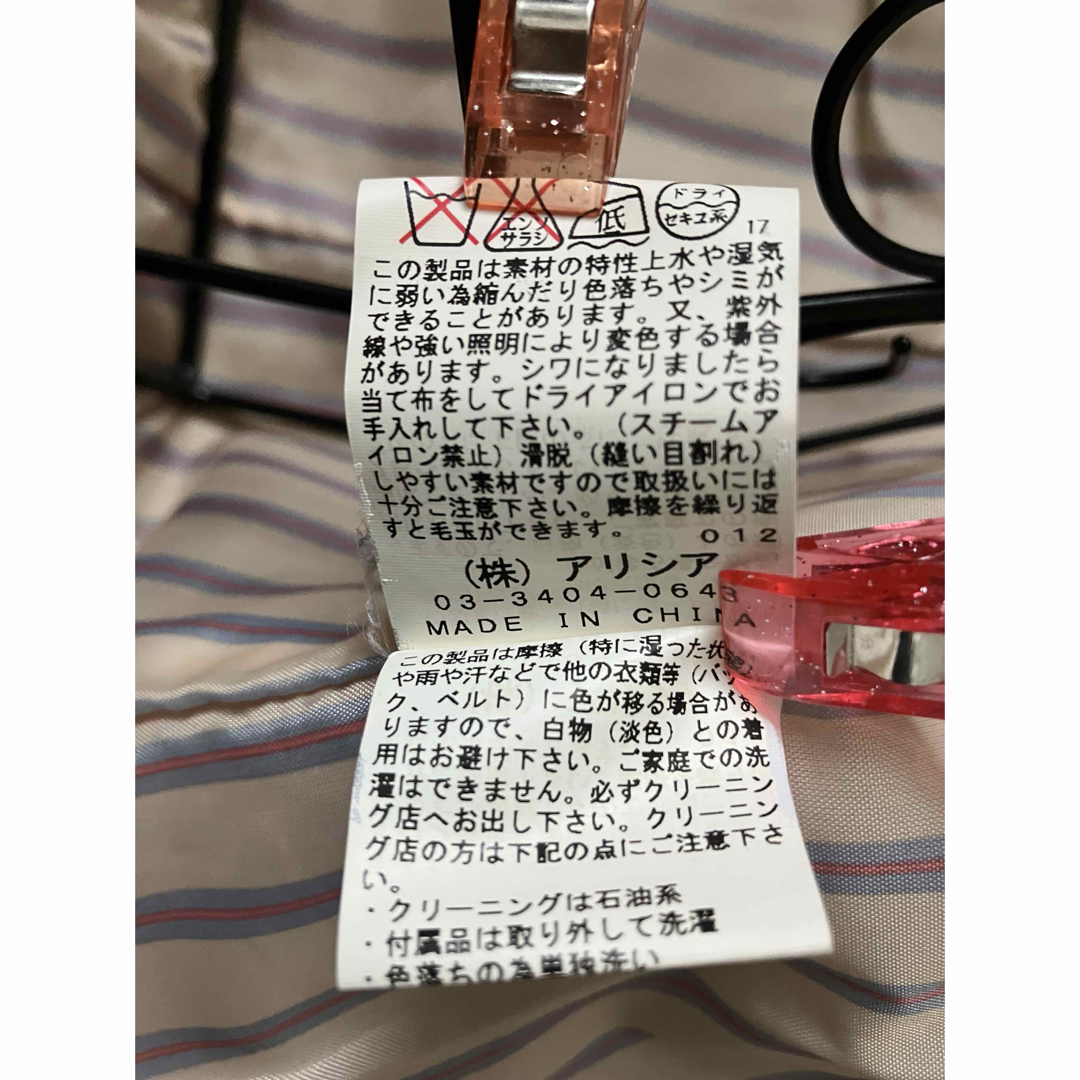 エンソ
サラシ
低
ドライ
セキユ系
17
この製品は素材の特性上水や湿気
に弱い為縮んだり色落ちやシミが
できることがあります。又、紫外
線や強い照明により変色する場合
があります。シワになりましたら
当て布をしてドライアイロンでお
手入れして下さい。（スチームア
イロン禁止）滑脱（縫い目割れ）
しやすい素材ですので取扱いには
十分ご注意下さい。摩擦を繰り返
すと毛玉ができます。 012
（株）アリシア
03-3404-0643
MADE IN CHINA
この製品は摩擦（特に湿った状態）
や雨や汗などで他の衣類等（バッ
ク、ベルト）に色が移る場合があ
りますので、白物（淡色）との着
用はお避け下さい。ご家庭での洗
濯はできません。必ずクリーニン
グ店へお出し下さい。クリーニン
グ店の方は下記の点にご注意下さ
い。
・クリーニングは石油系
・付属品は取り外して洗濯
・色落ちの為単独洗い